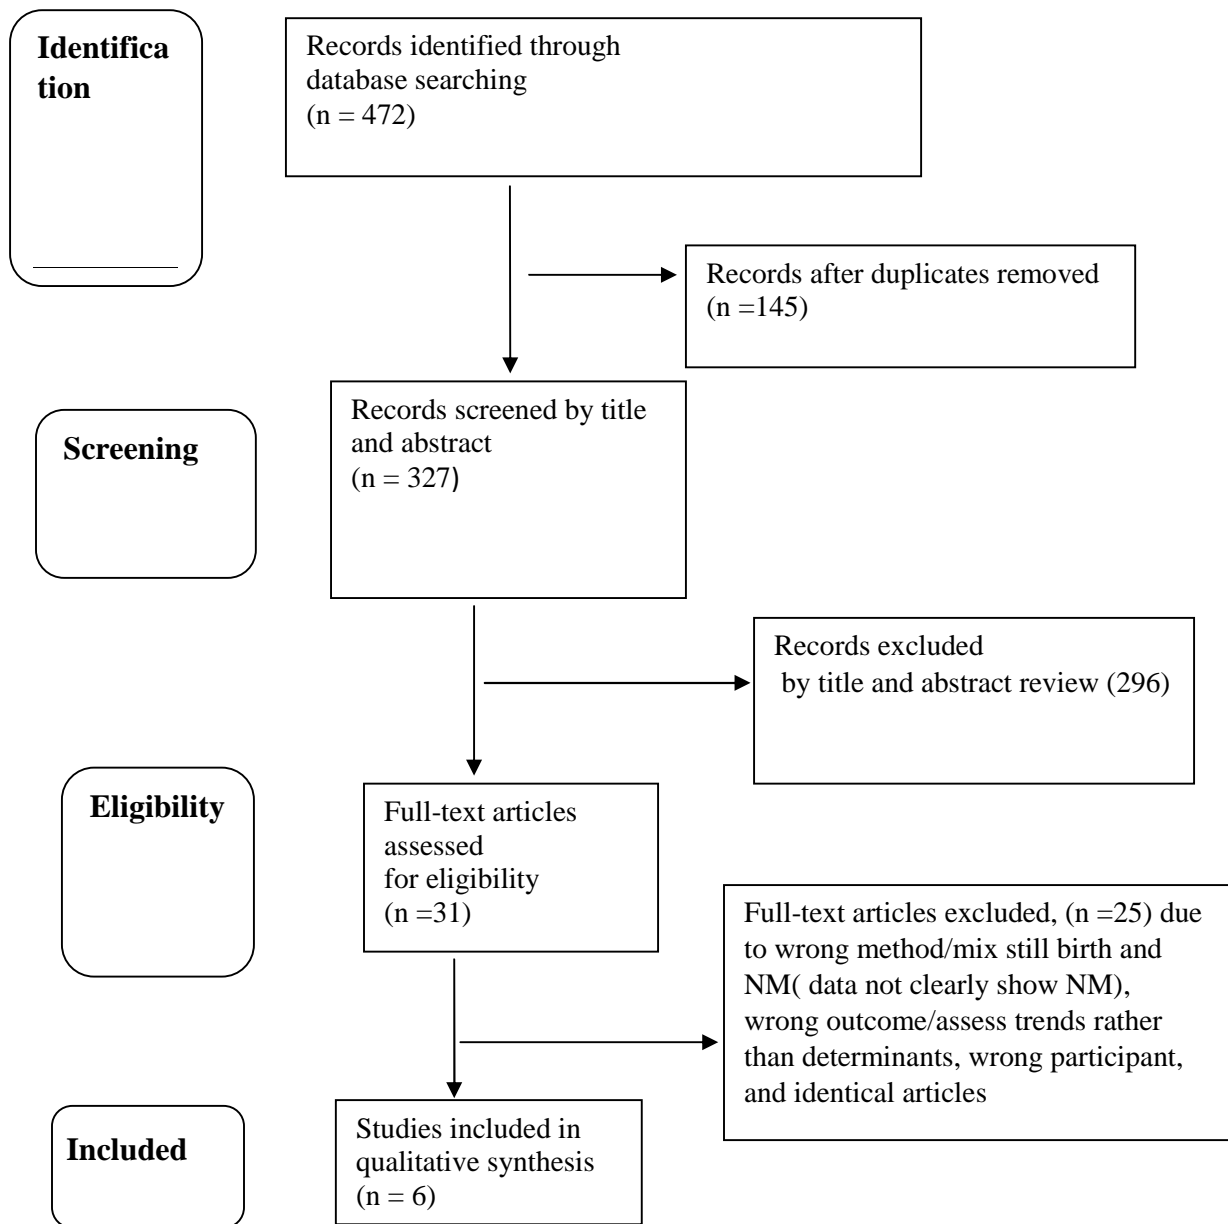 Identifica
tion
Records identified through
database searching
(n = 472)
Records after duplicates removed
(n =145)
Screening
Records screened by title
and abstract
(n = 327)
Records excluded
by title and abstract review (296)
Eligibility
Full-text articles
assessed
for eligibility
(n =31)
Full-text articles excluded, (n =25) due
to wrong method/mix still birth and
NM( data not clearly show NM),
wrong outcome/assess trends rather
than determinants, wrong participant,
and identical articles
Included
Studies included in
qualitative synthesis
(n = 6)